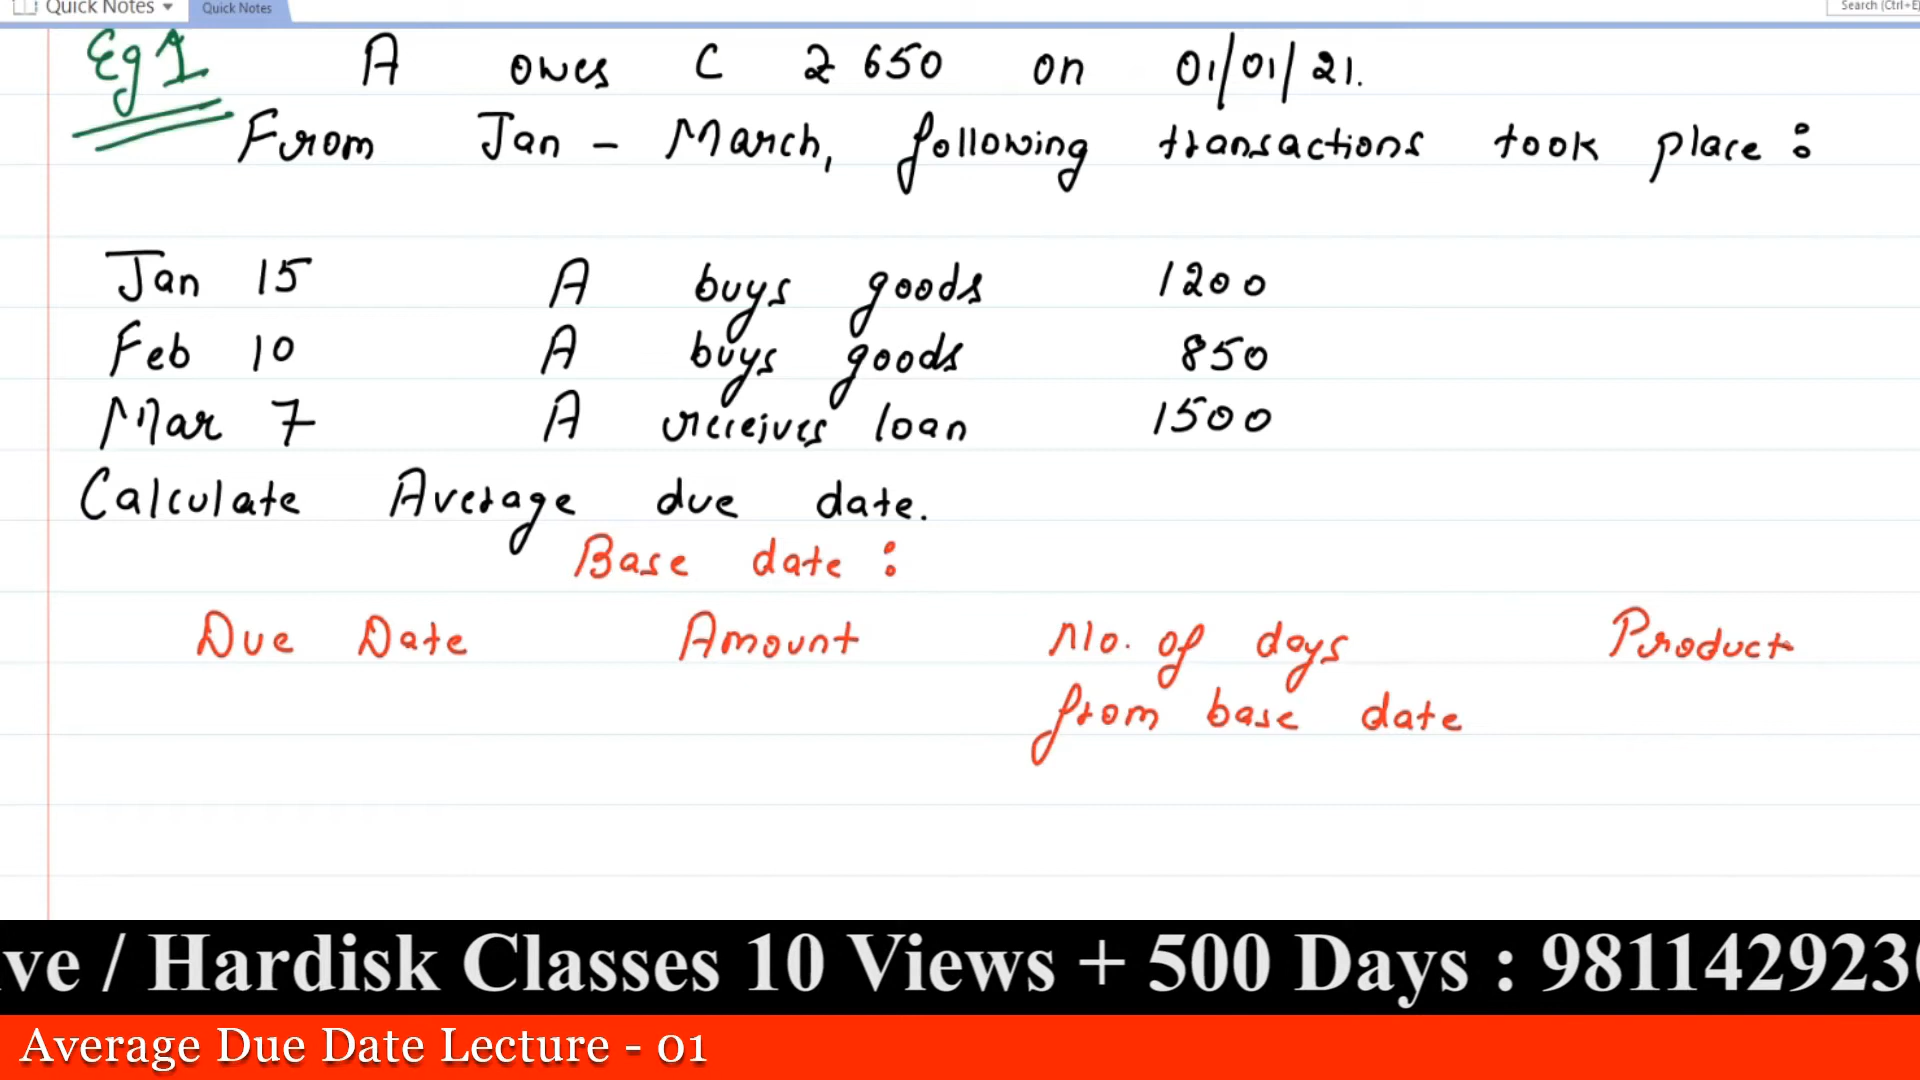 Quick Notes
Quick Notes
Search (Ctrl+E)
Eg 1
A owes C ₹ 650 on 01/01/21.
From Jan - March, following transactions took place :
Jan 15 A buys goods 1200
Feb 10 A buys goods 850
Mar 7 A receives loan 1500
Calculate Average due date.
Base date :
Due Date Amount No. of days Product
from base date
ve / Hardisk Classes 10 Views + 500 Days : 981142923
Average Due Date Lecture - 01